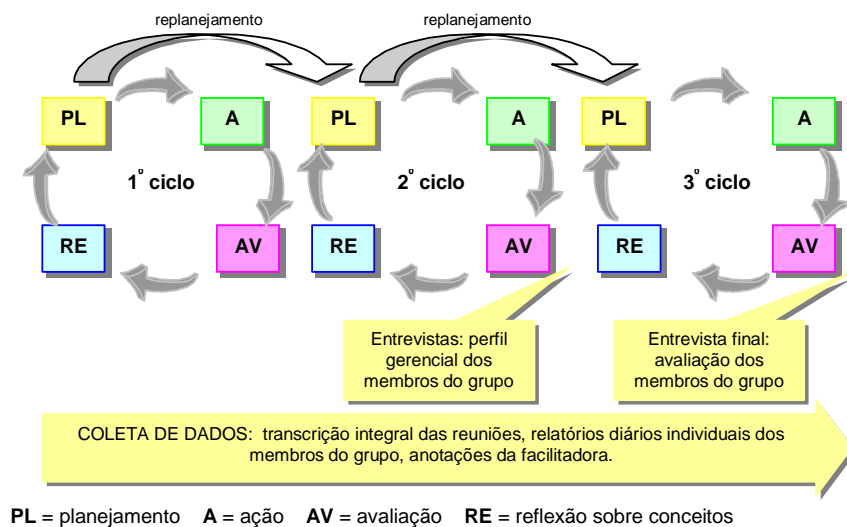 replanejamento
replanejamento
PL
A
PL
A
PL
A
1º ciclo
2º ciclo
3º ciclo
RE
AV
RE
AV
RE
AV
Entrevistas: perfil
gerencial dos
membros do grupo
Entrevista final:
avaliação dos
membros do grupo
COLETA DE DADOS: transcrição integral das reuniões, relatórios diários individuais dos
membros do grupo, anotações da facilitadora.
PL = planejamento A = ação AV = avaliação RE = reflexão sobre conceitos